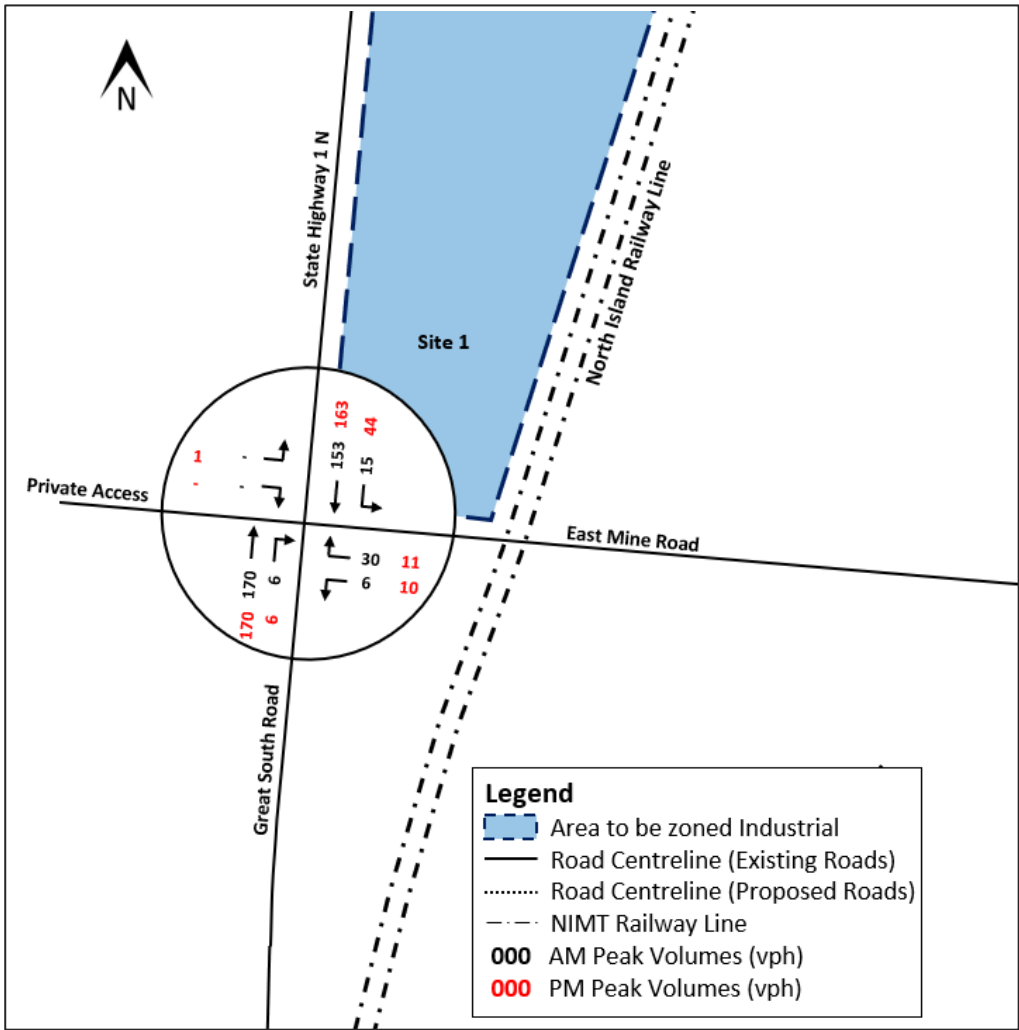 N
State Highway 1 N
North Island Railway Line
Site 1
163
44
153
15
1 -
- -
Private Access
East Mine Road
30 11
6 10
170 6
170 6
Great South Road
Legend
Area to be zoned Industrial
Road Centreline (Existing Roads)
Road Centreline (Proposed Roads)
NIMT Railway Line
000 AM Peak Volumes (vph)
000 PM Peak Volumes (vph)